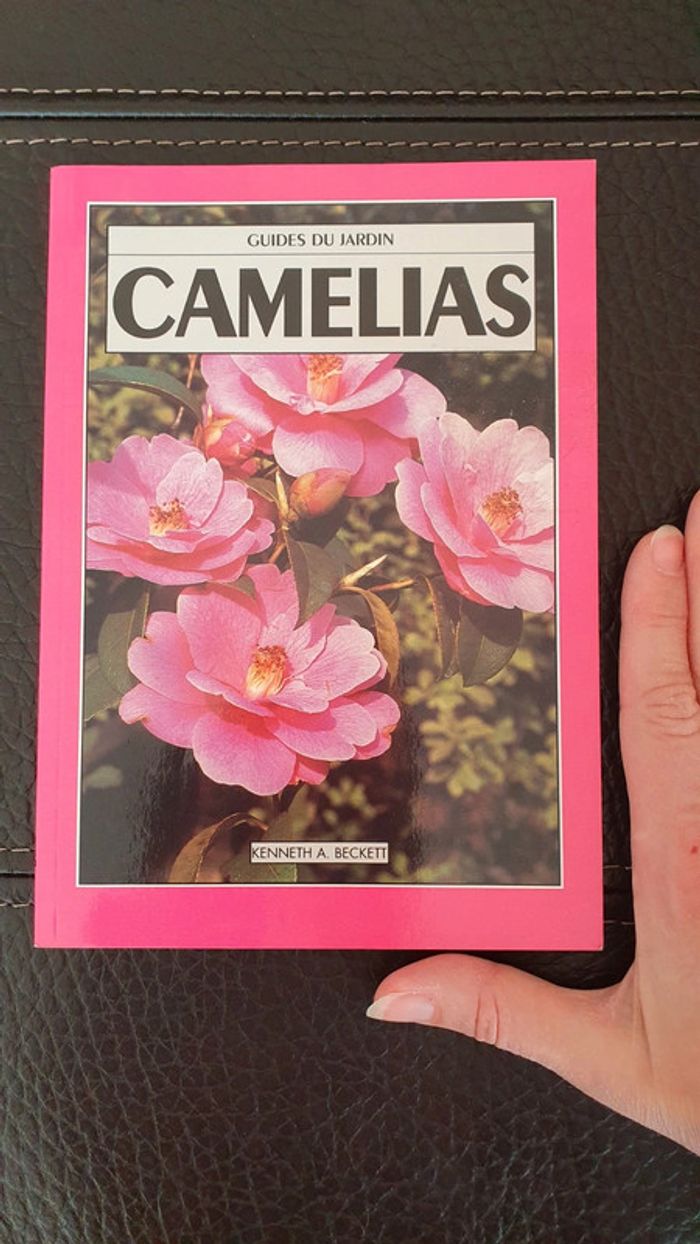 GUIDES DU JARDIN
CAMELIAS
KENNETH A. BECKETT